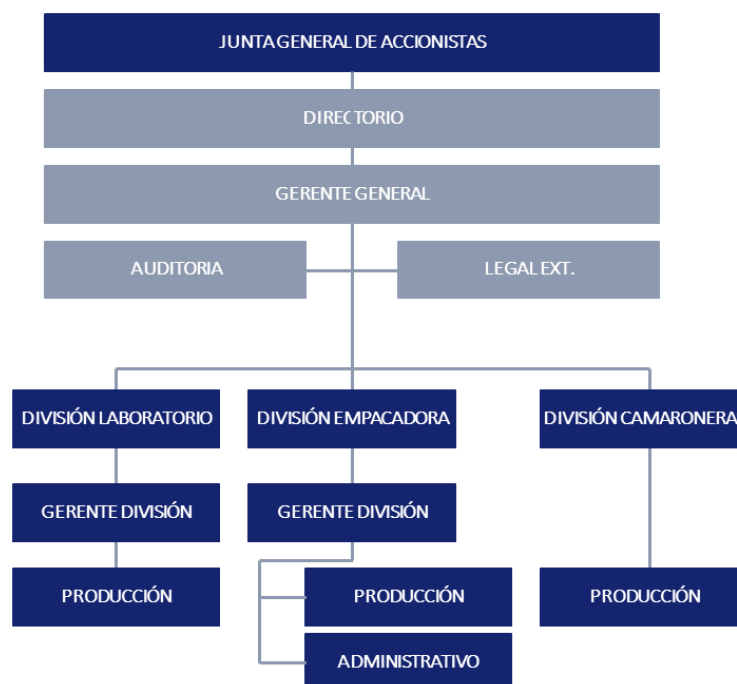 JUNTA GENERAL DE ACCIONISTAS
DIRECTORIO
GERENTE GENERAL
AUDITORIA
LEGAL EXT.
DIVISIÓN LABORATORIO
DIVISIÓN EMPACADORA
DIVISIÓN CAMARONERA
GERENTE DIVISIÓN
GERENTE DIVISIÓN
PRODUCCIÓN
PRODUCCIÓN
PRODUCCIÓN
ADMINISTRATIVO